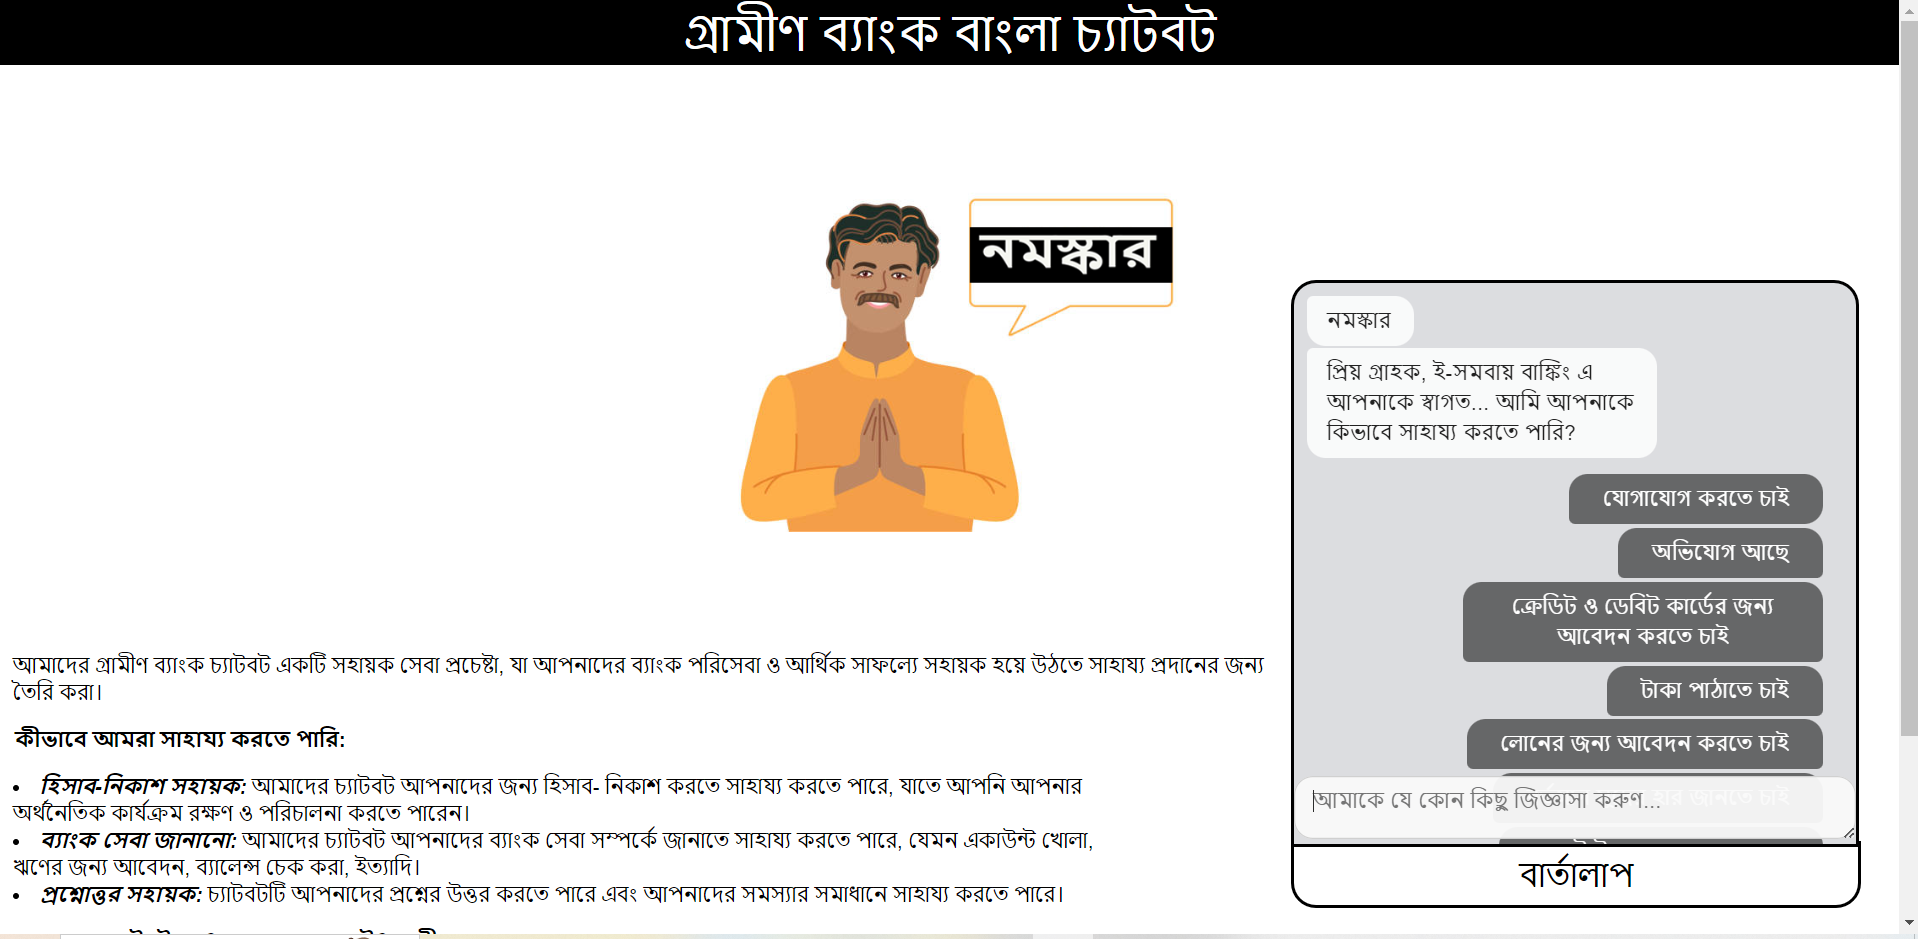 গ্রামীণ ব্যাংক বাংলা চ্যাটবট
নমস্কার
আমাদের গ্রামীণ ব্যাংক চ্যাটবট একটি সহায়ক সেবা প্রচেষ্টা, যা আপনাদের ব্যাংক পরিসেবা ও আর্থিক সাফল্যে সহায়ক হয়ে উঠতে সাহায্য প্রদানের জন্য
তৈরি করা।
কীভাবে আমরা সাহায্য করতে পারি:
• হিসাব-নিকাশ সহায়ক: আমাদের চ্যাটবট আপনাদের জন্য হিসাব- নিকাশ করতে সাহায্য করতে পারে, যাতে আপনি আপনার
অর্থনৈতিক কার্যক্রম রক্ষণ ও পরিচালনা করতে পারেন।
• ব্যাংক সেবা জানানো: আমাদের চ্যাটবট আপনাদের ব্যাংক সেবা সম্পর্কে জানাতে সাহায্য করতে পারে, যেমন একাউন্ট খোলা,
ঋণের জন্য আবেদন, ব্যালেন্স চেক করা, ইত্যাদি।
• প্রশ্নোত্তর সহায়ক: চ্যাটবটটি আপনাদের প্রশ্নের উত্তর করতে পারে এবং আপনাদের সমস্যার সমাধানে সাহায্য করতে পারে।
নমস্কার
প্রিয় গ্রাহক, ই-সমবায় বাঙ্কিং এ
আপনাকে স্বাগত... আমি আপনাকে
কিভাবে সাহায্য করতে পারি?
যোগাযোগ করতে চাই
অভিযোগ আছে
ক্রেডিট ও ডেবিট কার্ডের জন্য
আবেদন করতে চাই
টাকা পাঠাতে চাই
লোনের জন্য আবেদন করতে চাই
হার জানতে চাই
আমাকে যে কোন কিছু জিজ্ঞাসা করুণ...
বার্তালাপ